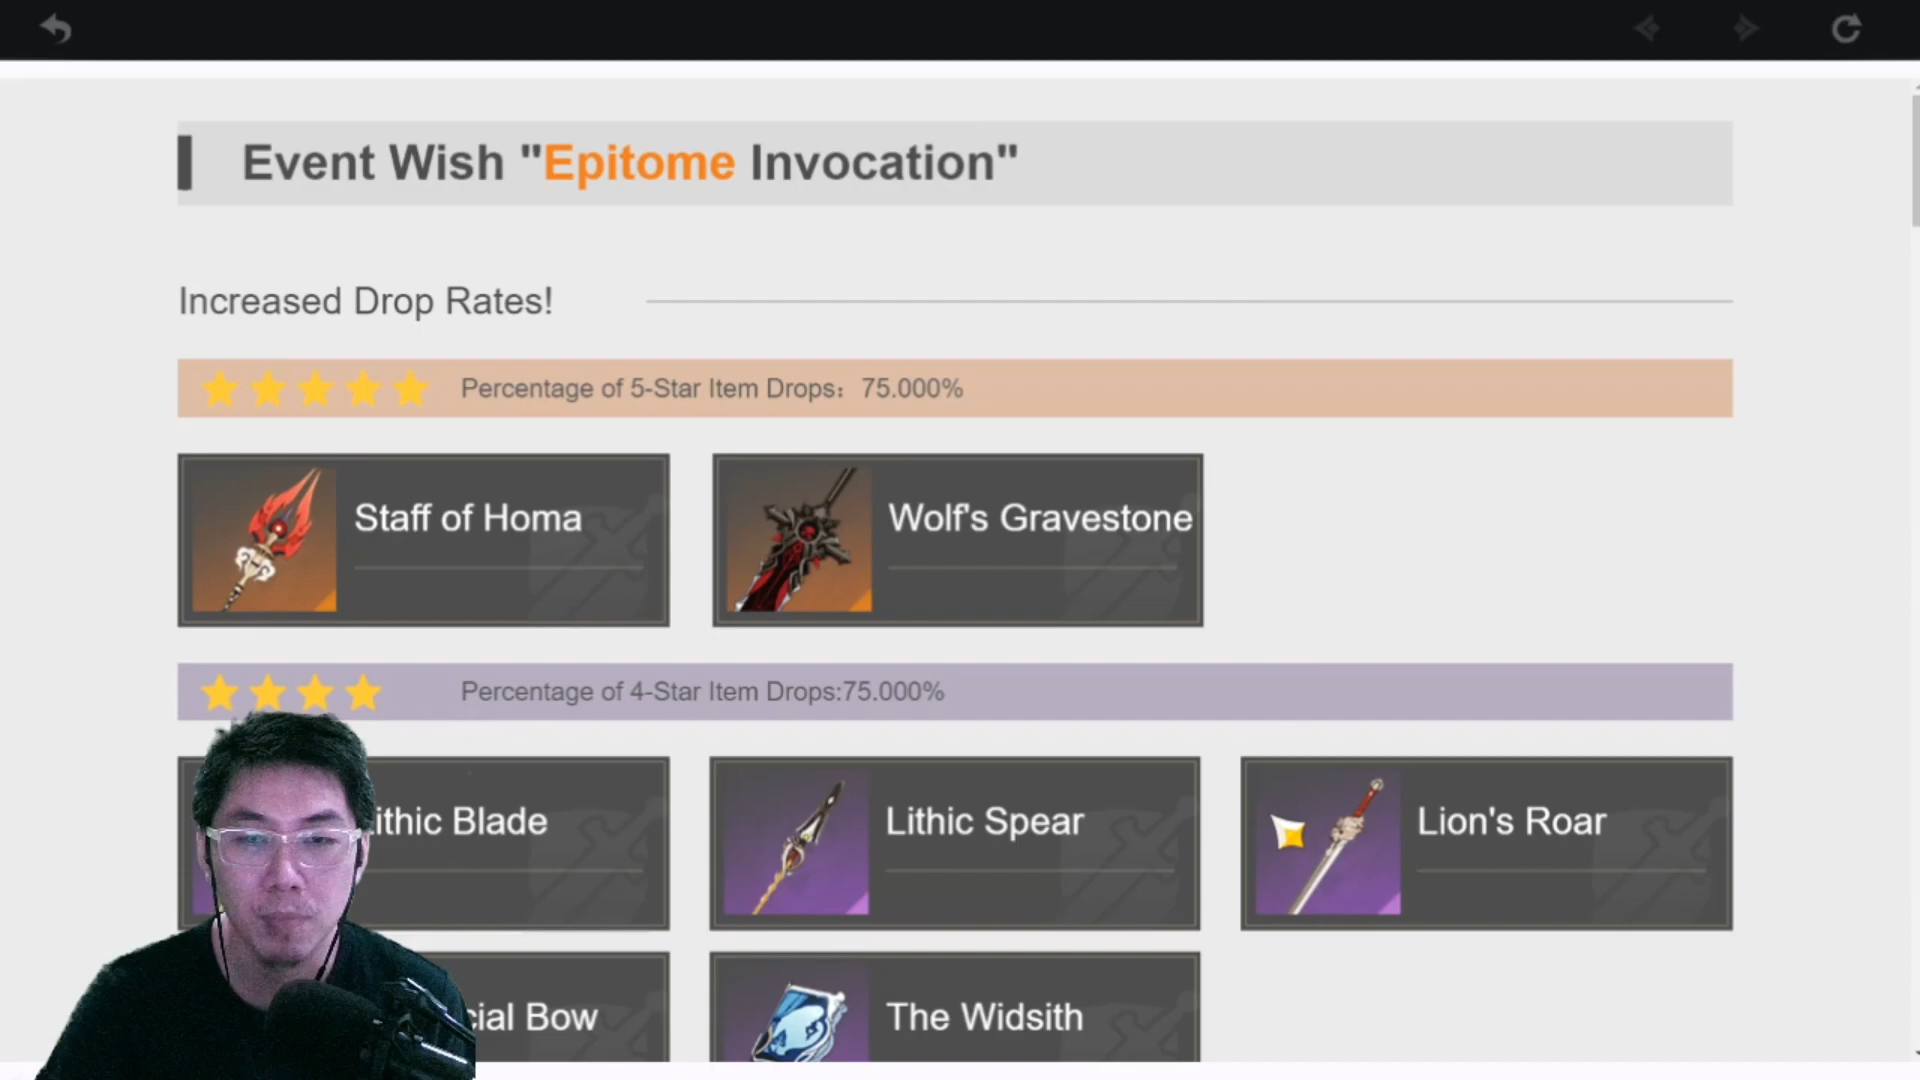 Event Wish "Epitome Invocation"
Increased Drop Rates!
Percentage of 5-Star Item Drops： 75.000%
Staff of Homa
Wolf's Gravestone
Percentage of 4-Star Item Drops:75.000%
ithic Blade
Lithic Spear
Lion's Roar
cial Bow
The Widsith